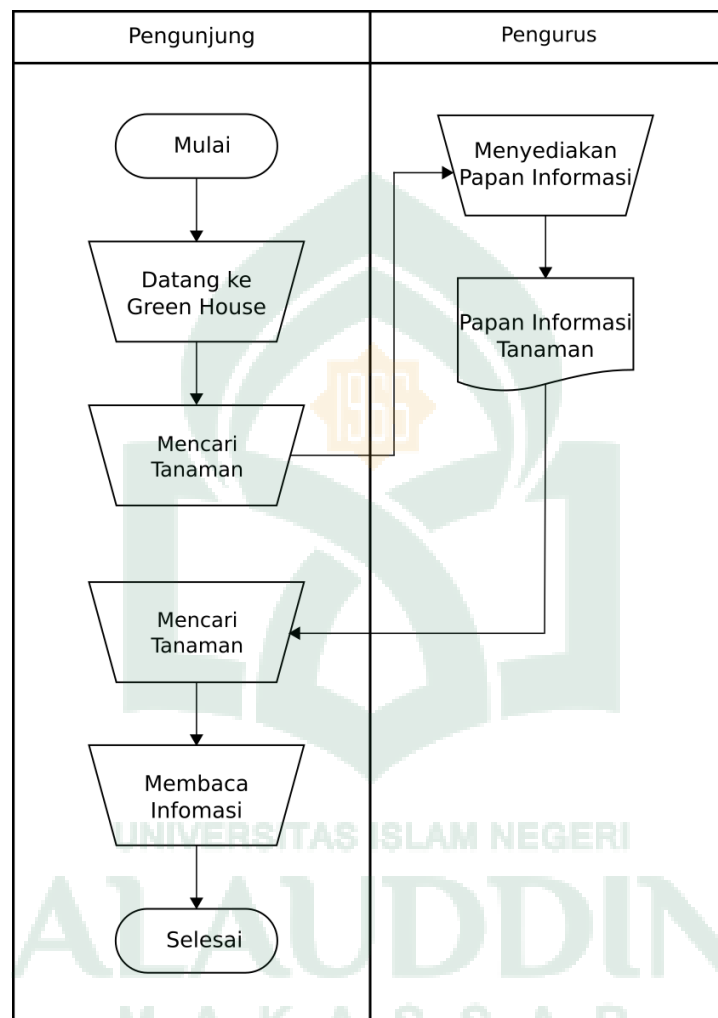 Pengunjung
Pengurus
Mulai
Datang ke
Green House
Mencari
Tanaman
Menyediakan
Papan Informasi
Papan Informasi
Tanaman
Mencari
Tanaman
Membaca
Infomasi
Selesai
1965
UNIVERSITAS ISLAM NEGERI
ALAUDDIN
M A K A S S A R